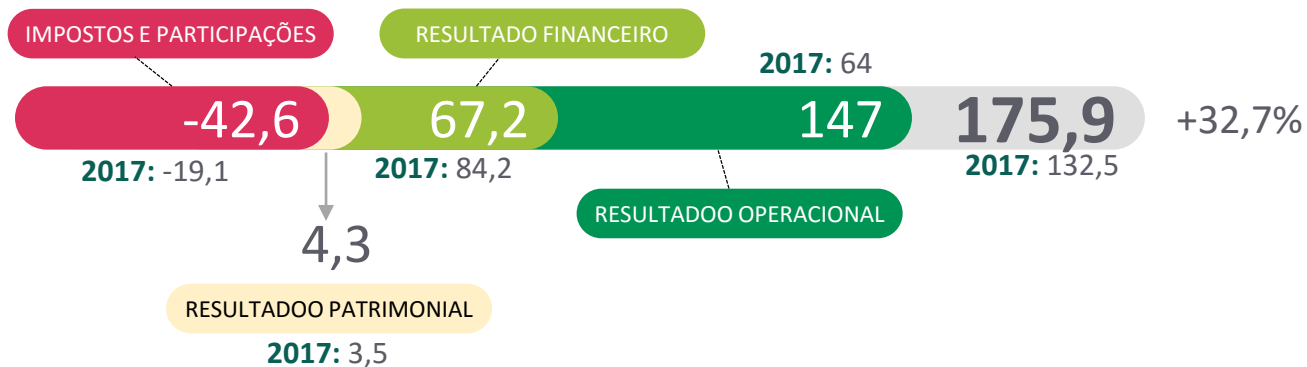 IMPOSTOS E PARTICIPAÇÕES
RESULTADO FINANCEIRO
2017: 64
-42,6
67,2
147
175,9
+32,7%
2017: -19,1
2017: 84,2
2017: 132,5
RESULTADOO OPERACIONAL
4,3
RESULTADOO PATRIMONIAL
2017: 3,5